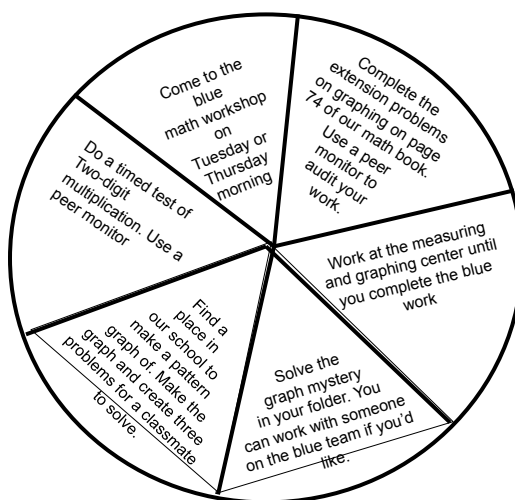 Come to the
blue
math workshop
on
Tuesday or
Thursday
morning
Complete the
extension problems
on graphing on page
74 of our math book.
Use a peer
monitor to
audit your
work.
Work at the measuring
and graphing center until
you complete the blue
work
Solve the
graph mystery
in your folder. You
can work with someone
on the blue team if you’d
like.
Find a
place in
our school to
make a pattern
graph of. Make the
graph and create three
problems for a classmate
to solve.
Do a timed test of
Two-digit
multiplication. Use a
peer monitor